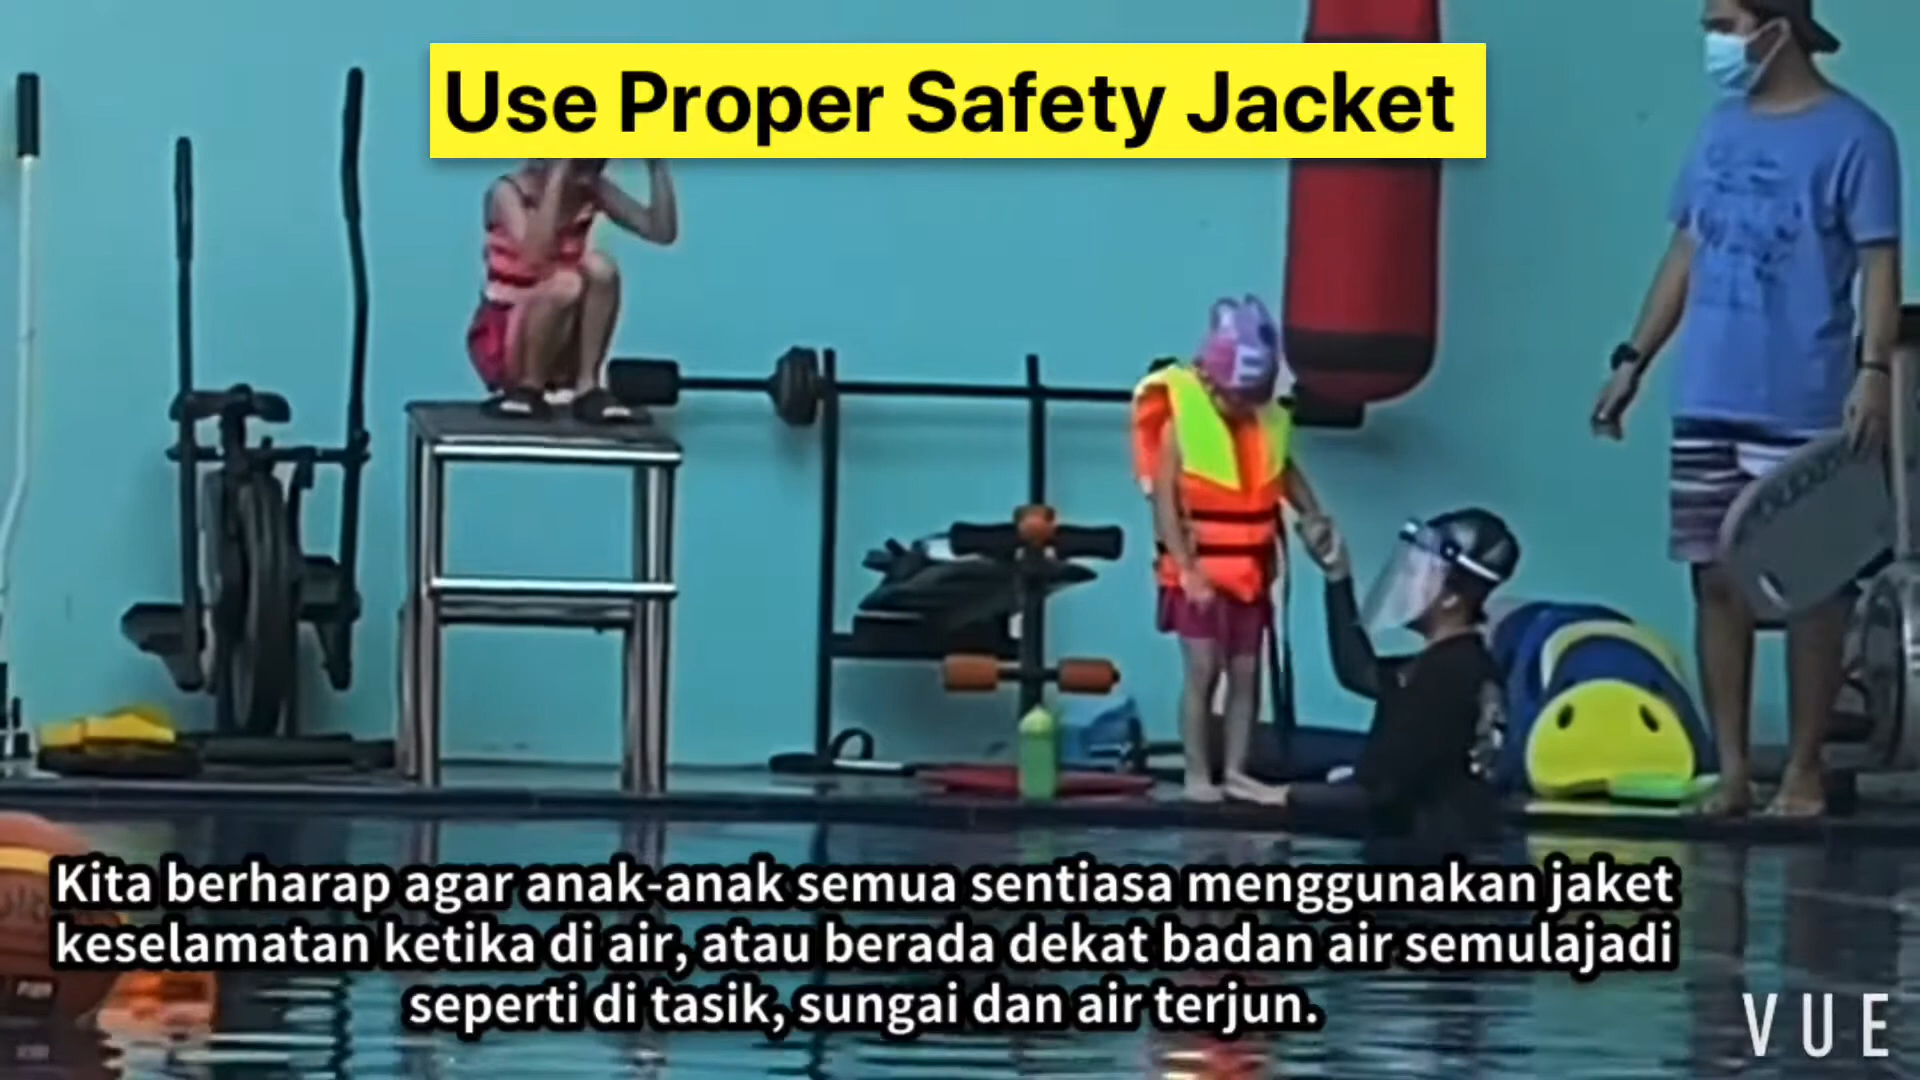 Use Proper Safety Jacket
Kita berharap agar anak-anak semua sentiasa menggunakan jaket
keselamatan ketika di air, atau berada dekat badan air semulajadi
seperti di tasik, sungai dan air terjun.
VUE